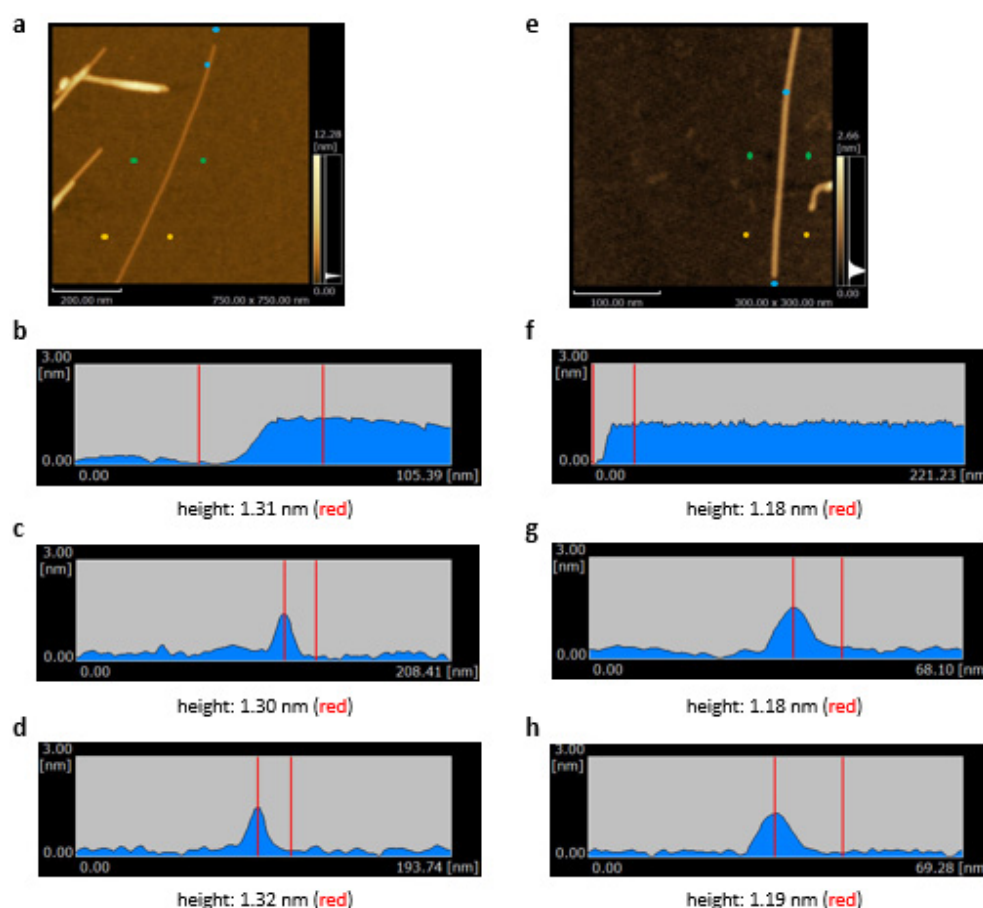 a
12.28
[nm]
0.00
200.00 nm 750.00 x 750.00 nm
b
3.00
[nm]
0.00
0.00 105.39 [nm]
height: 1.31 nm (red)
c
3.00
[nm]
0.00
0.00 208.41 [nm]
height: 1.30 nm (red)
d
3.00
[nm]
0.00
0.00 193.74 [nm]
height: 1.32 nm (red)
e
2.66
[nm]
0.00
100.00 nm 300.00 x 300.00 nm
f
3.00
[nm]
0.00
0.00 221.23 [nm]
height: 1.18 nm (red)
g
3.00
[nm]
0.00
0.00 68.10 [nm]
height: 1.18 nm (red)
h
3.00
[nm]
0.00
0.00 69.28 [nm]
height: 1.19 nm (red)